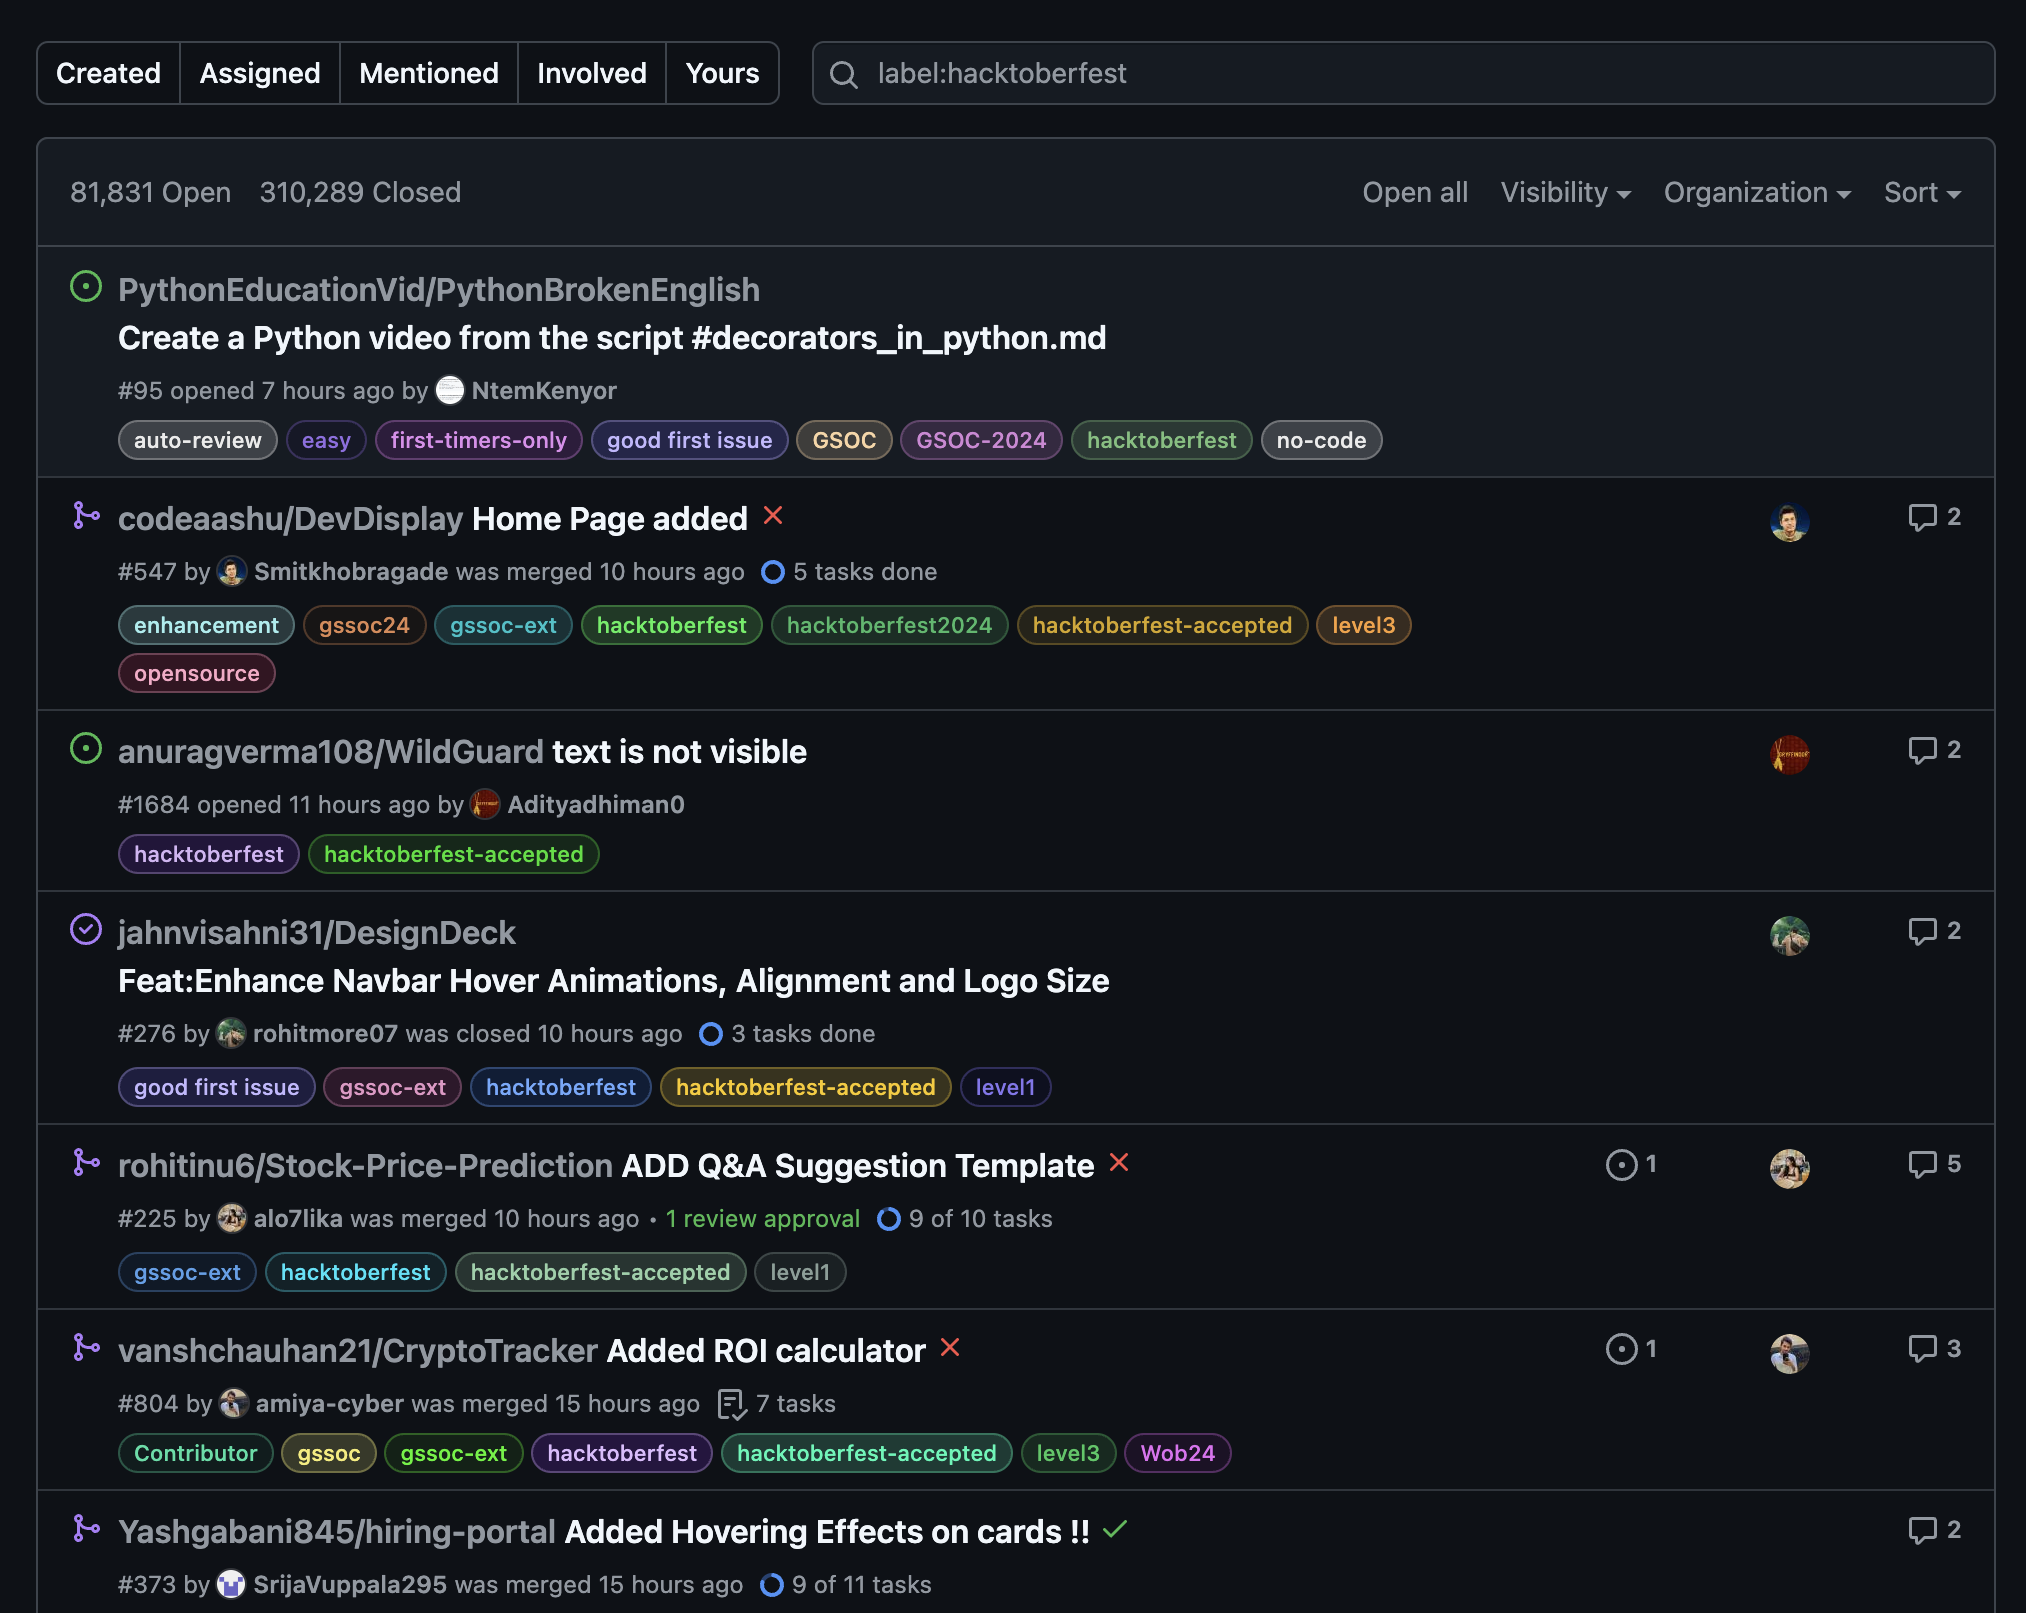 Created Assigned Mentioned Involved Yours label:hacktoberfest
81,831 Open 310,289 Closed Open all Visibility Organization Sort
PythonEducationVid/PythonBrokenEnglish
Create a Python video from the script #decorators_in_python.md
#95 opened 7 hours ago by NtemKenyor
auto-review easy first-timers-only good first issue GSOC GSOC-2024 hacktoberfest no-code
codeaashu/DevDisplay Home Page added 2
#547 by Smitkhobragade was merged 10 hours ago 5 tasks done
enhancement gssoc24 gssoc-ext hacktoberfest hacktoberfest2024 hacktoberfest-accepted level3
opensource
anuragverma108/WildGuard text is not visible 2
#1684 opened 11 hours ago by Adityadhiman0
hacktoberfest hacktoberfest-accepted
jahnvisahni31/DesignDeck 2
Feat:Enhance Navbar Hover Animations, Alignment and Logo Size
#276 by rohitmore07 was closed 10 hours ago 3 tasks done
good first issue gssoc-ext hacktoberfest hacktoberfest-accepted level1
rohitinu6/Stock-Price-Prediction ADD Q&A Suggestion Template 1 5
#225 by alo7lika was merged 10 hours ago • 1 review approval 9 of 10 tasks
gssoc-ext hacktoberfest hacktoberfest-accepted level1
vanshchauhan21/CryptoTracker Added ROI calculator 1 3
#804 by amiya-cyber was merged 15 hours ago 7 tasks
Contributor gssoc gssoc-ext hacktoberfest hacktoberfest-accepted level3 Wob24
Yashgabani845/hiring-portal Added Hovering Effects on cards !! 2
#373 by SrijaVuppala295 was merged 15 hours ago 9 of 11 tasks